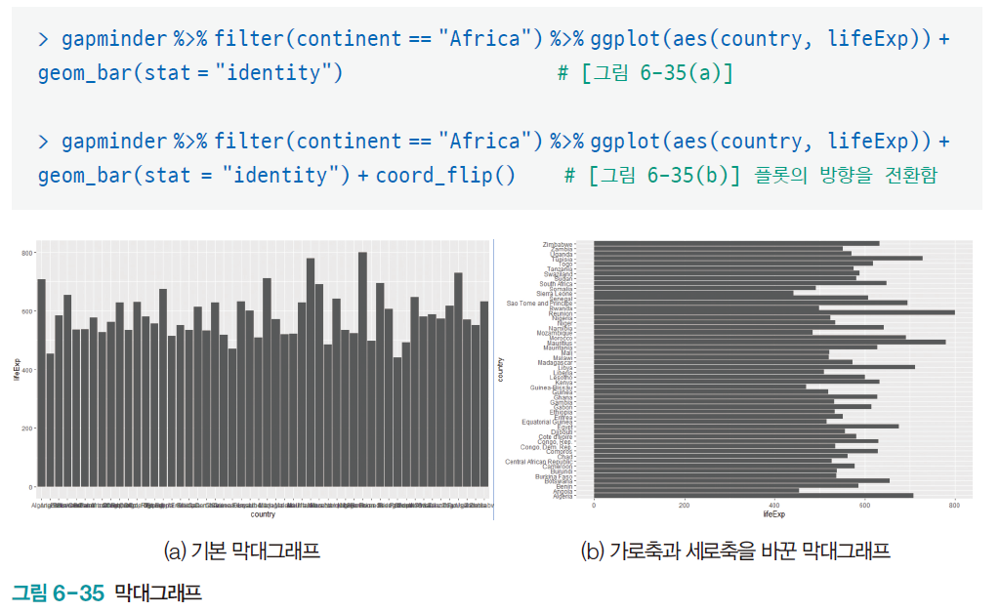 > gapminder %>% filter(continent == "Africa") %>% ggplot(aes(country, lifeExp)) +
geom_bar(stat = "identity") # [그림 6-35(a)]
> gapminder %>% filter(continent == "Africa") %>% ggplot(aes(country, lifeExp)) +
geom_bar(stat = "identity") + coord_flip() # [그림 6-35(b)] 플롯의 방향을 전환함
800
600
400
200
0
lifeExp
country
country
Zimbabwe
Zambia
Uganda
Tunisia
Togo
Tanzania
Swaziland
Sudan
South Africa
Somalia
Sierra Leone
Senegal
Sao Tome and Principe
Rwanda
Reunion
Nigeria
Niger
Namibia
Mozambique
Morocco
Mauritius
Mauritania
Mali
Malawi
Madagascar
Libya
Liberia
Lesotho
Kenya
Guinea-Bissau
Guinea
Ghana
Gambia
Gabon
Ethiopia
Eritrea
Equatorial Guinea
Egypt
Djibouti
Cote d'Ivoire
Congo, Rep.
Congo, Dem. Rep.
Comoros
Chad
Central African Republic
Cameroon
Burundi
Burkina Faso
Botswana
Benin
Angola
Algeria
0 200 400 600 800
lifeExp
(a) 기본 막대그래프 (b) 가로축과 세로축을 바꾼 막대그래프
그림 6-35 막대그래프